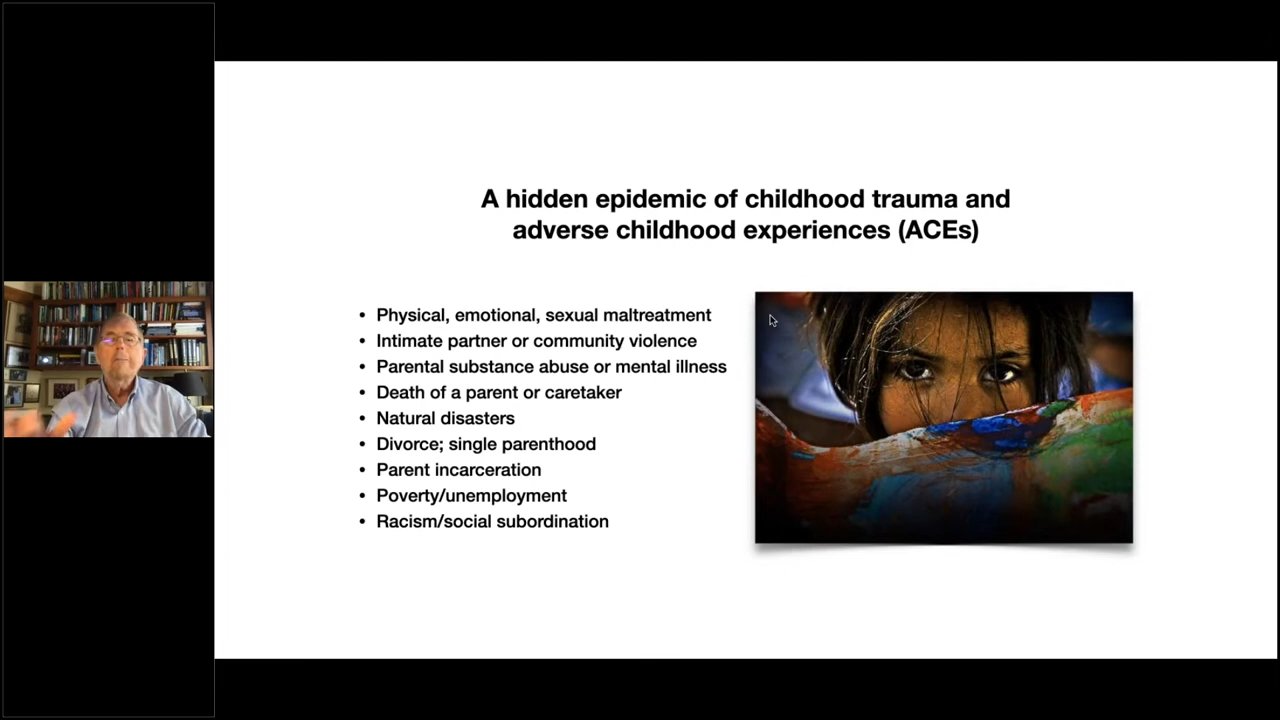 A hidden epidemic of childhood trauma and
adverse childhood experiences (ACEs)
• Physical, emotional, sexual maltreatment
• Intimate partner or community violence
• Parental substance abuse or mental illness
• Death of a parent or caretaker
• Natural disasters
• Divorce; single parenthood
• Parent incarceration
• Poverty/unemployment
• Racism/social subordination